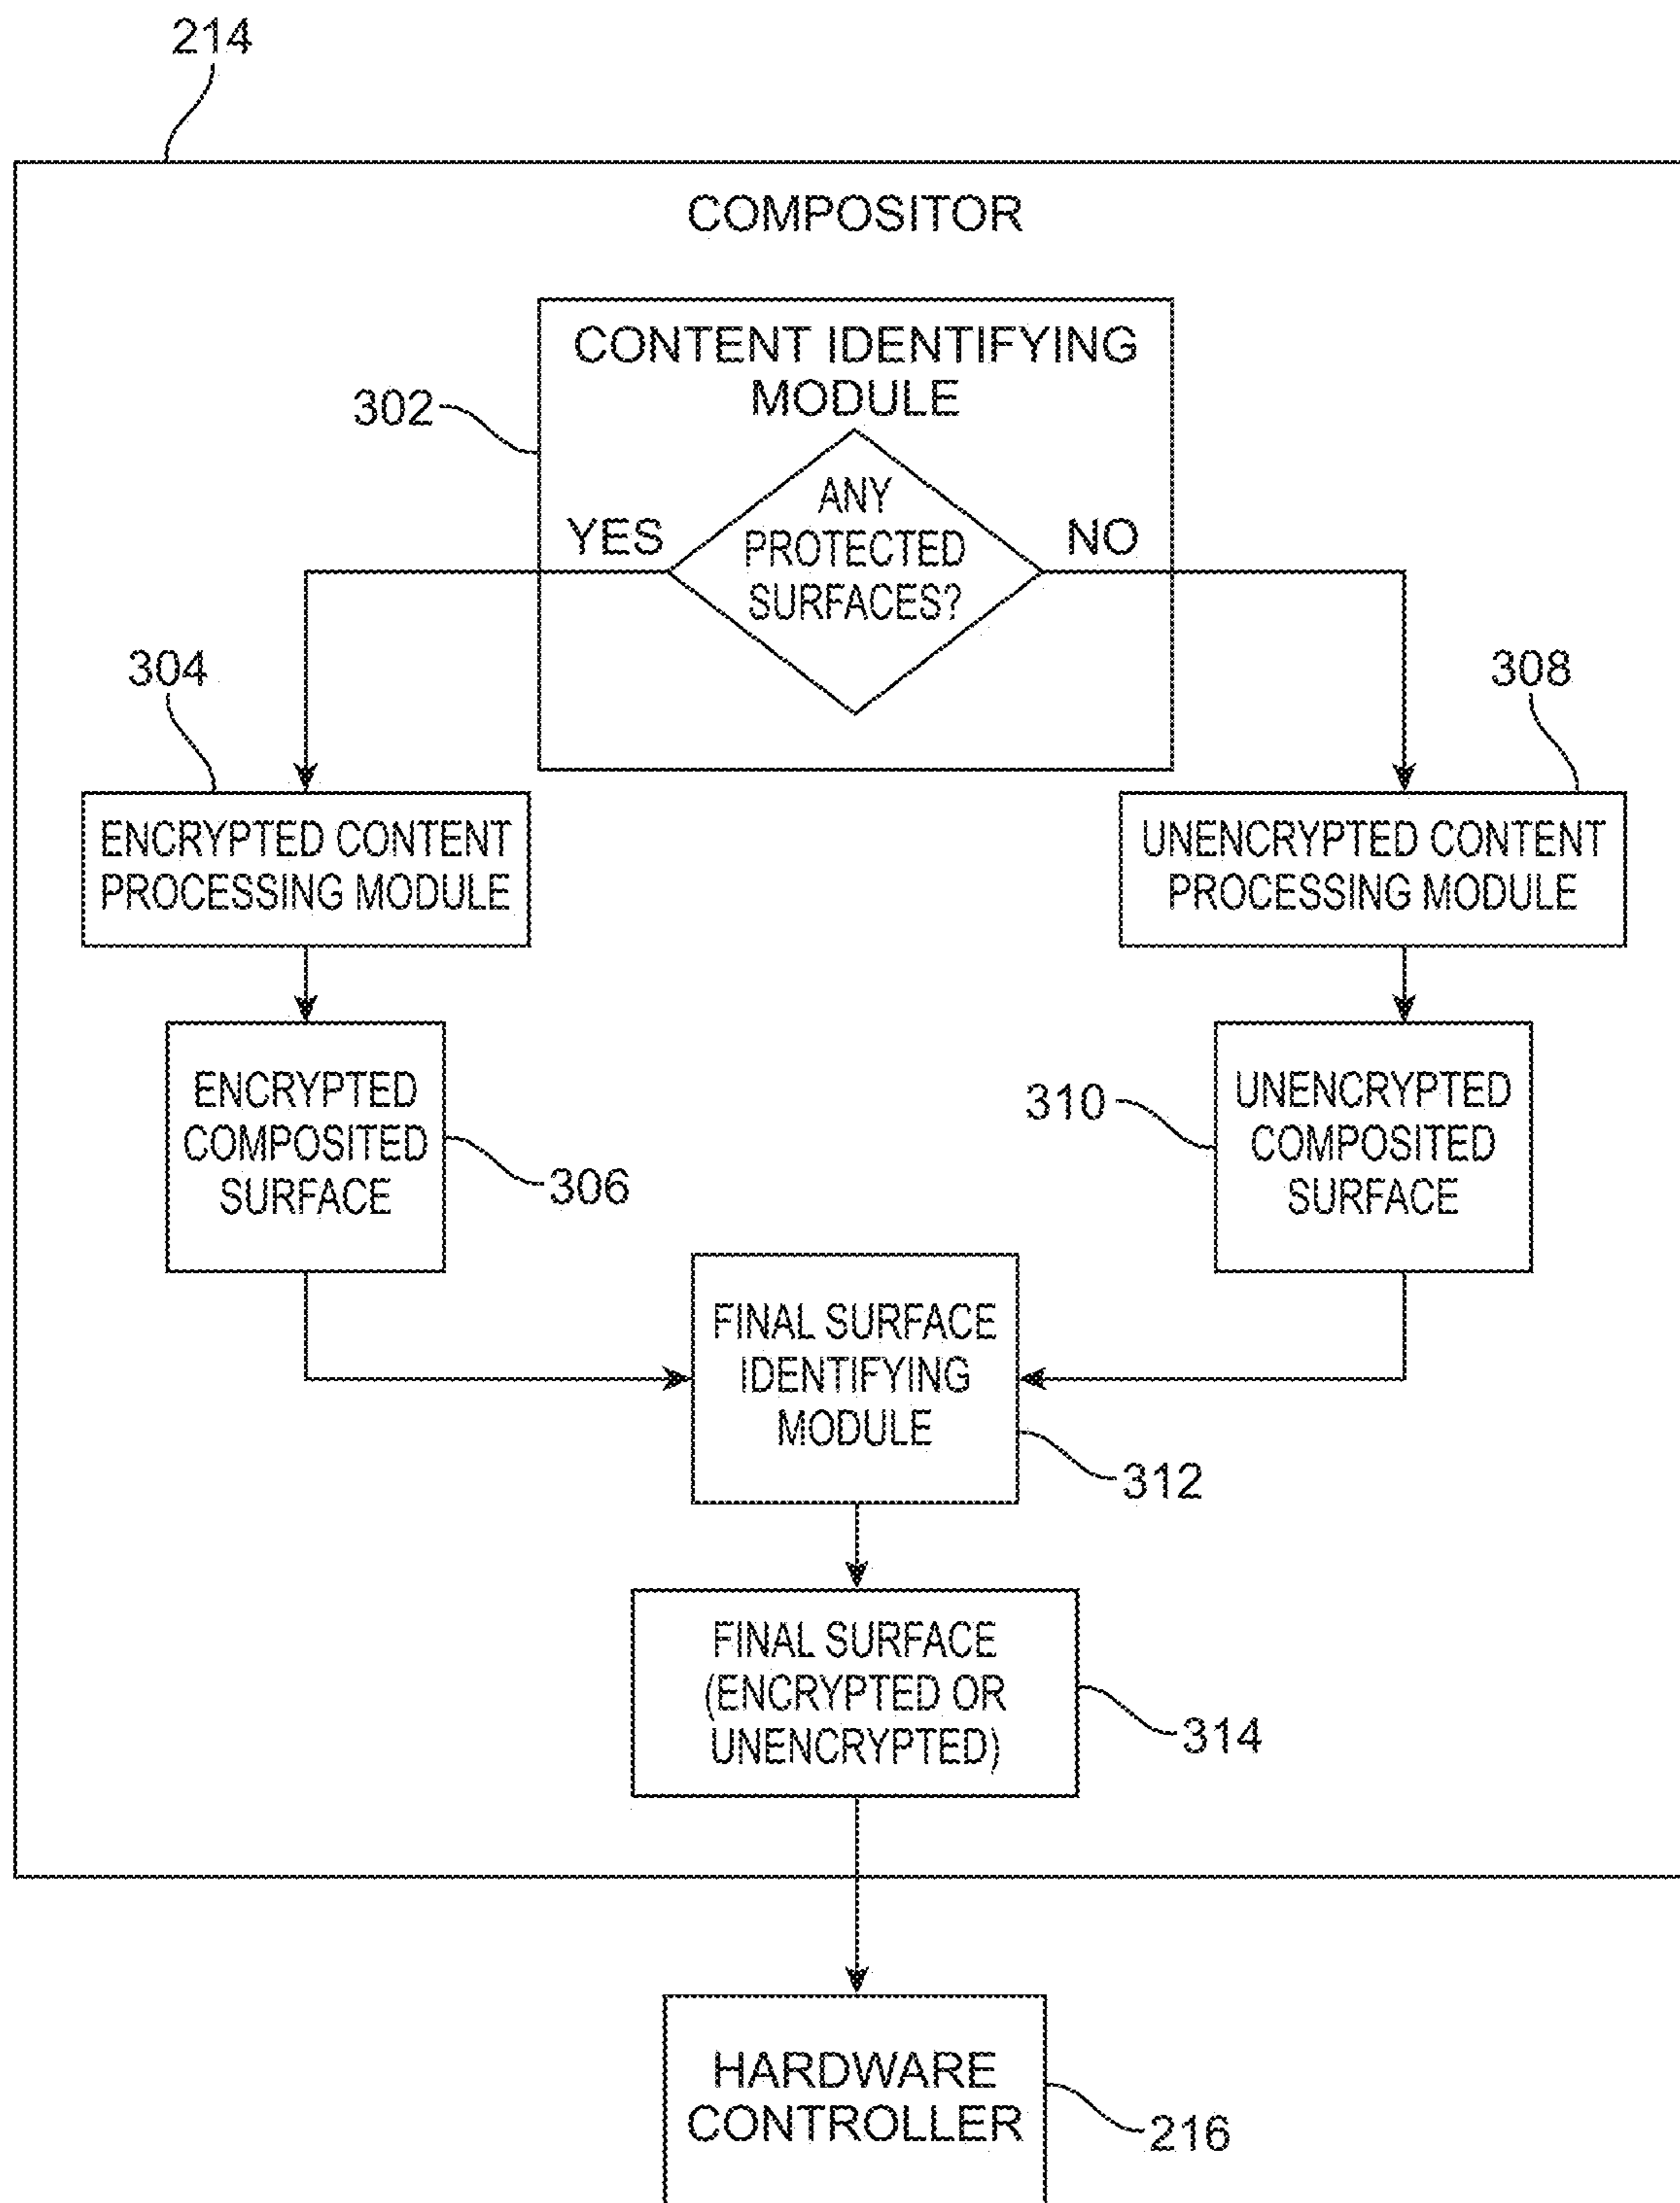 214
COMPOSITOR
CONTENT IDENTIFYING
MODULE
302
ANY
PROTECTED
SURFACES?
YES
NO
304
308
ENCRYPTED CONTENT
PROCESSING MODULE
UNENCRYPTED CONTENT
PROCESSING MODULE
ENCRYPTED
COMPOSITED
SURFACE
306
310
UNENCRYPTED
COMPOSITED
SURFACE
FINAL SURFACE
IDENTIFYING
MODULE
312
FINAL SURFACE
(ENCRYPTED OR
UNENCRYPTED)
314
HARDWARE
CONTROLLER
216